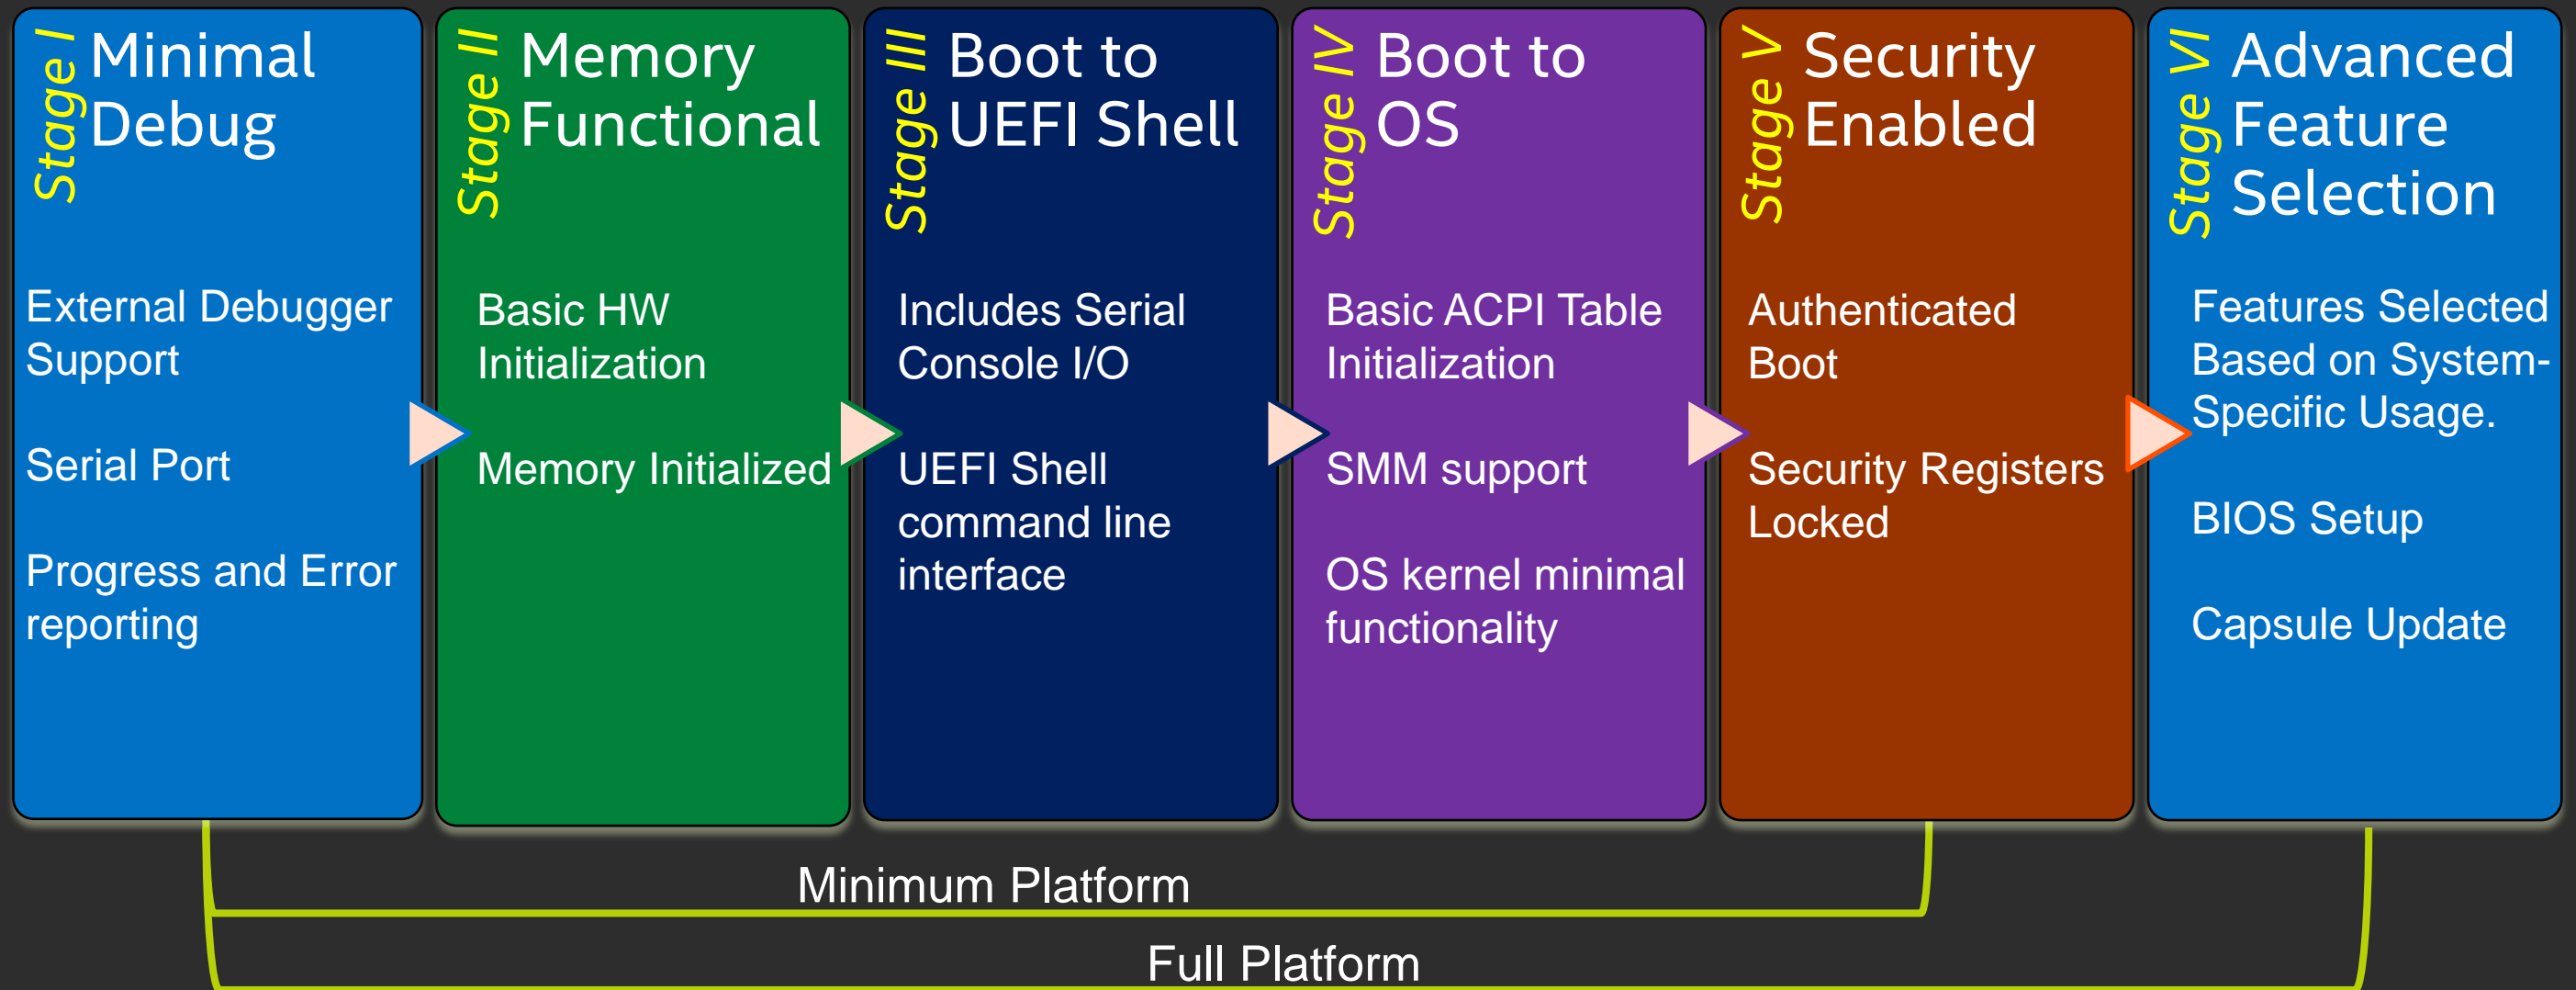 Stage I
Minimal
Debug
External Debugger
Support
Serial Port
Progress and Error
reporting
Stage II
Memory
Functional
Basic HW
Initialization
Memory Initialized
Stage III
Boot to
UEFI Shell
Includes Serial
Console I/O
UEFI Shell
command line
interface
Stage IV
Boot to
OS
Basic ACPI Table
Initialization
SMM support
OS kernel minimal
functionality
Stage V
Security
Enabled
Authenticated
Boot
Security Registers
Locked
Stage VI
Advanced
Feature
Selection
Features Selected
Based on System-
Specific Usage.
BIOS Setup
Capsule Update
Minimum Platform
Full Platform